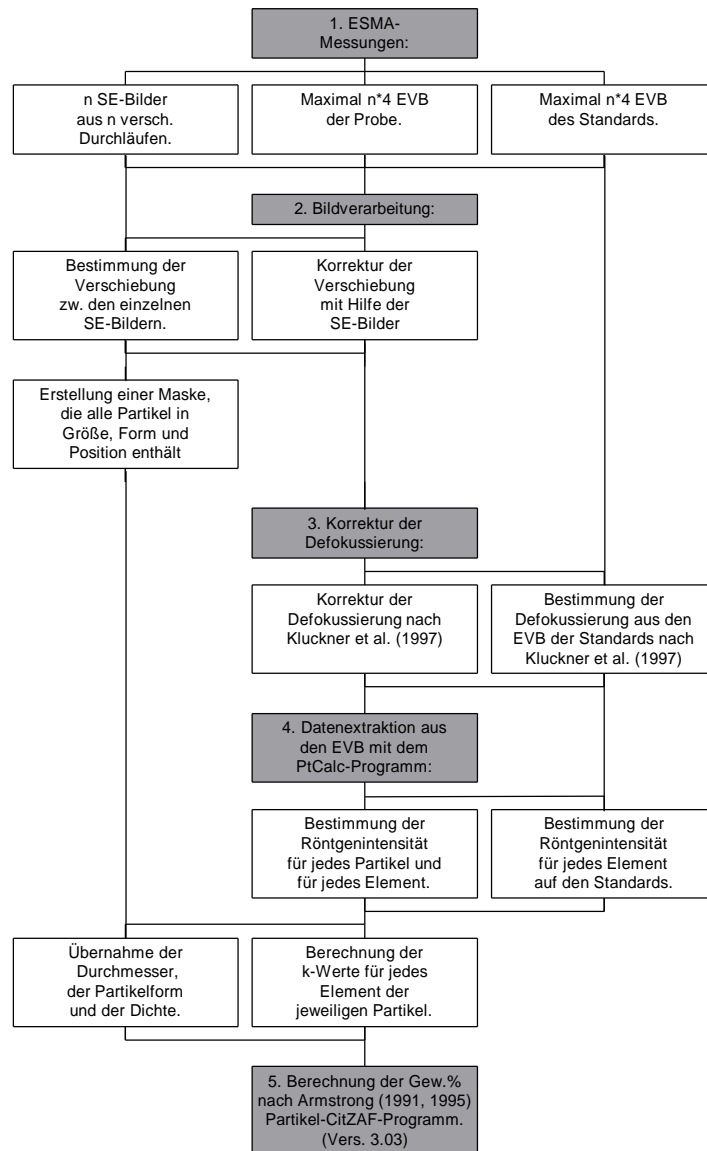 1. ESMA-
Messungen:
n SE-Bilder
aus n versch.
Durchläufen.
Maximal n*4 EVB
der Probe.
Maximal n*4 EVB
des Standards.
2. Bildverarbeitung:
Bestimmung der
Verschiebung
zw. den einzelnen
SE-Bildern.
Korrektur der
Verschiebung
mit Hilfe der
SE-Bilder
Erstellung einer Maske,
die alle Partikel in
Größe, Form und
Position enthält
3. Korrektur der
Defokussierung:
Korrektur der
Defokussierung nach
Kluckner et al. (1997)
Bestimmung der
Defokussierung aus den
EVB der Standards nach
Kluckner et al. (1997)
4. Datenextraktion aus
den EVB mit dem
PtCalc-Programm:
Bestimmung der
Röntgenintensität
für jedes Partikel und
für jedes Element.
Bestimmung der
Röntgenintensität
für jedes Element
auf den Standards.
Übernahme der
Durchmesser,
der Partikelform
und der Dichte.
Berechnung der
k-Werte für jedes
Element der
jeweiligen Partikel.
5. Berechnung der Gew.%
nach Armstrong (1991, 1995)
Partikel-CitZAF-Programm.
(Vers. 3.03)